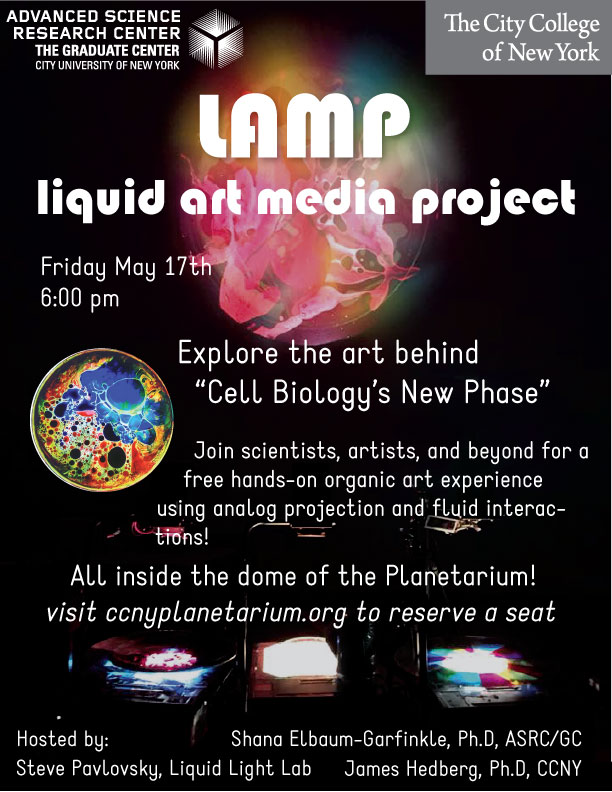 ADVANCED SCIENCE
RESEARCH CENTER
THE GRADUATE CENTER
CITY UNIVERSITY OF NEW YORK
The City College
of New York
LAMP
liquid art media project
Friday May 17th
6:00 pm
Explore the art behind
“Cell Biology’s New Phase”
Join scientists, artists, and beyond for a
free hands-on organic art experience
using analog projection and fluid interac-
tions!
All inside the dome of the Planetarium!
visit ccnyplanetarium.org to reserve a seat
Hosted by:
Shana Elbaum-Garfinkle, Ph.D, ASRC/GC
Steve Pavlovsky, Liquid Light Lab
James Hedberg, Ph.D, CCNY